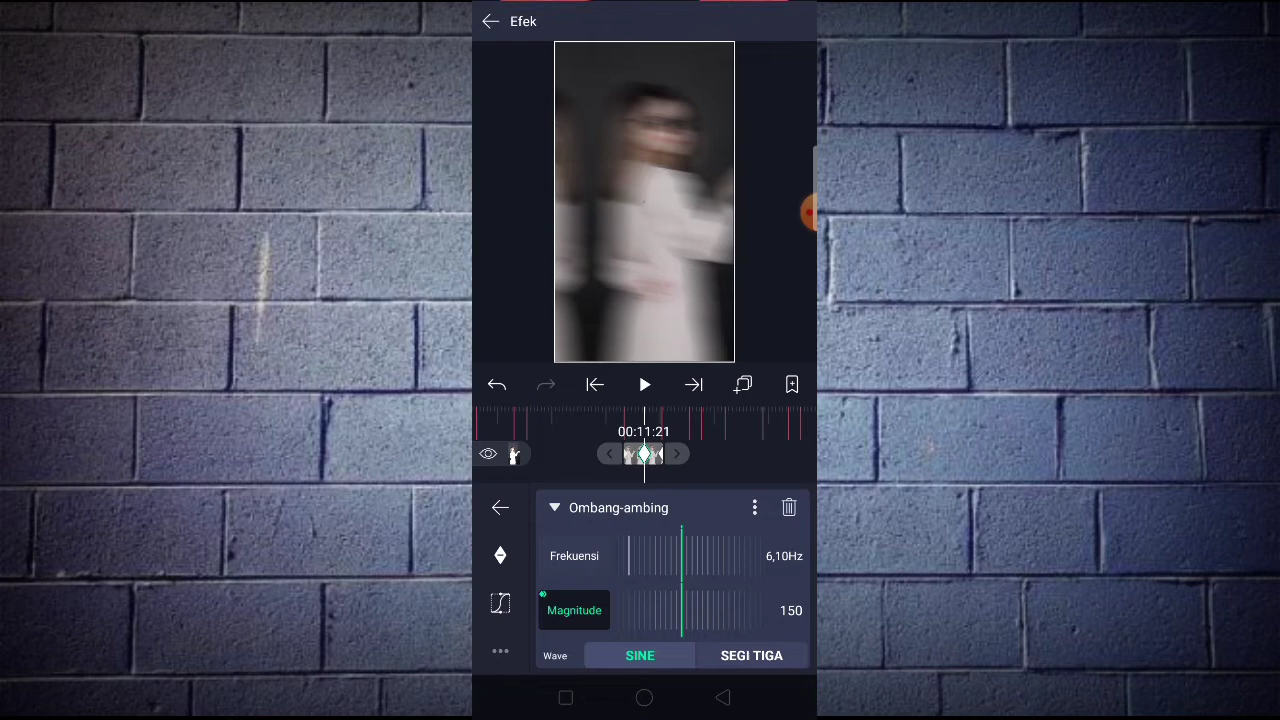 Efek
00:11:21
Ombang-ambing
Frekuensi 6,10Hz
Magnitude 150
Wave SINE SEGI TIGA